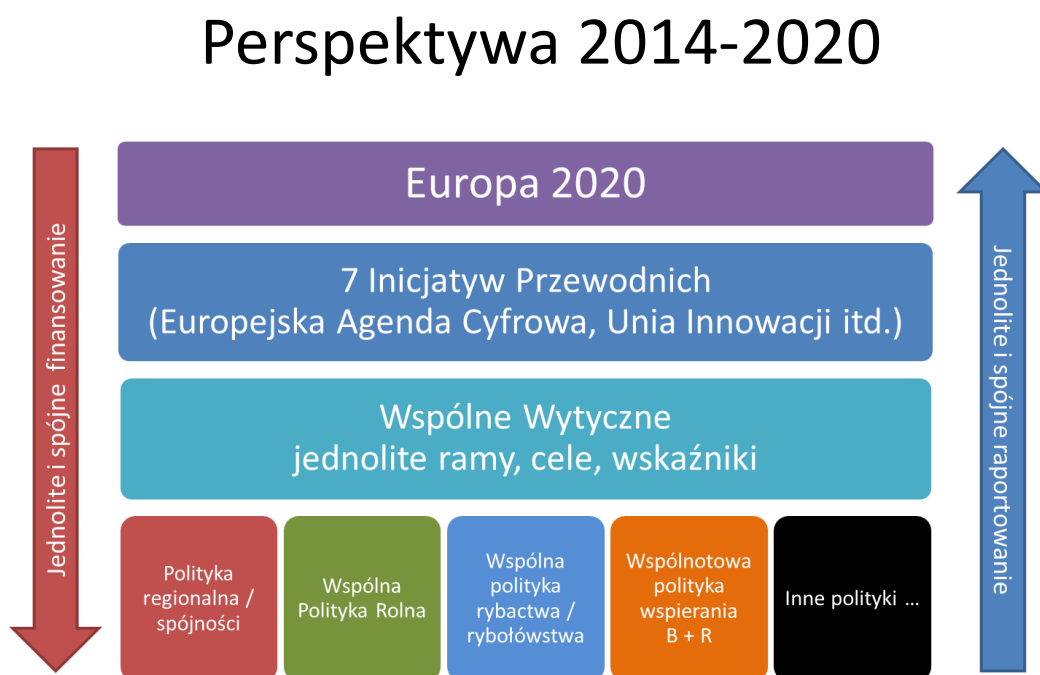 Perspektywa 2014-2020
Jednolite i spójne finansowanie
Europa 2020
7 Inicjatyw Przewodnich
(Europejska Agenda Cyfrowa, Unia Innowacji itd.)
Wspólne Wytyczne
jednolite ramy, cele, wskaźniki
Polityka
regionalna /
spójności
Wspólna
Polityka Rolna
Wspólna
polityka
rybactwa /
rybołówstwa
Wspólnotowa
polityka
wspierania
B + R
Inne polityki ...
Jednolite i spójne raportowanie